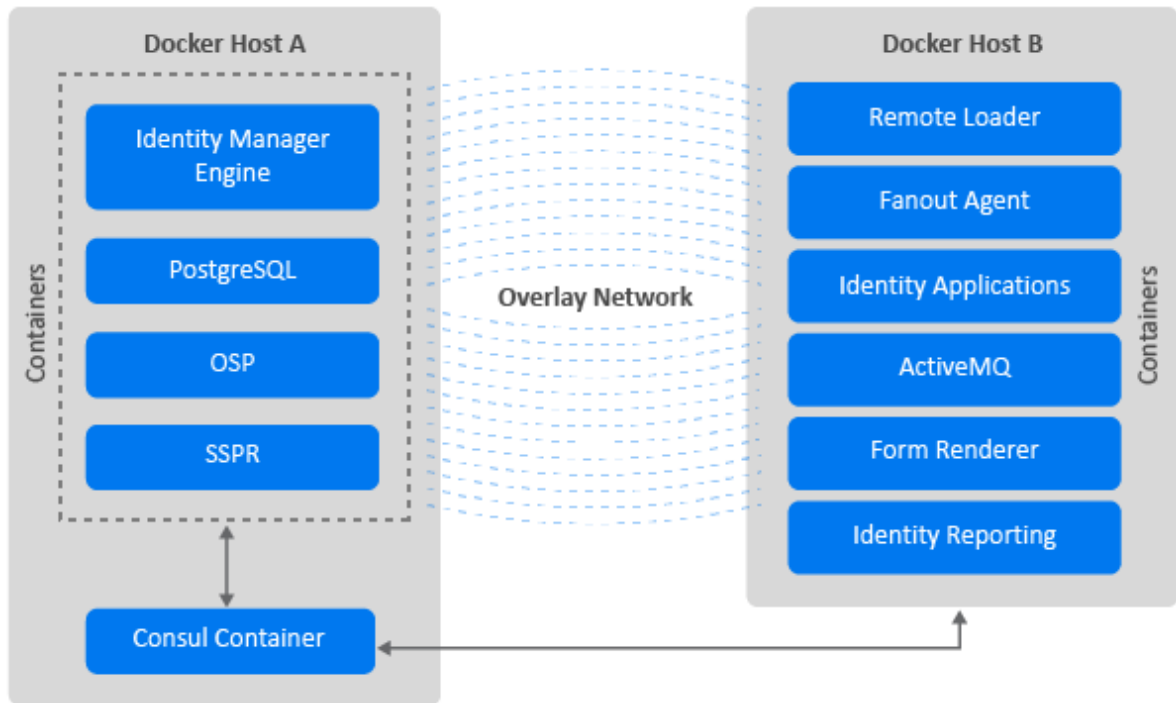 Docker Host A
Containers
Identity Manager
Engine
PostgreSQL
OSP
SSPR
Consul Container
Overlay Network
Docker Host B
Remote Loader
Fanout Agent
Identity Applications
ActiveMQ
Form Renderer
Identity Reporting
Containers